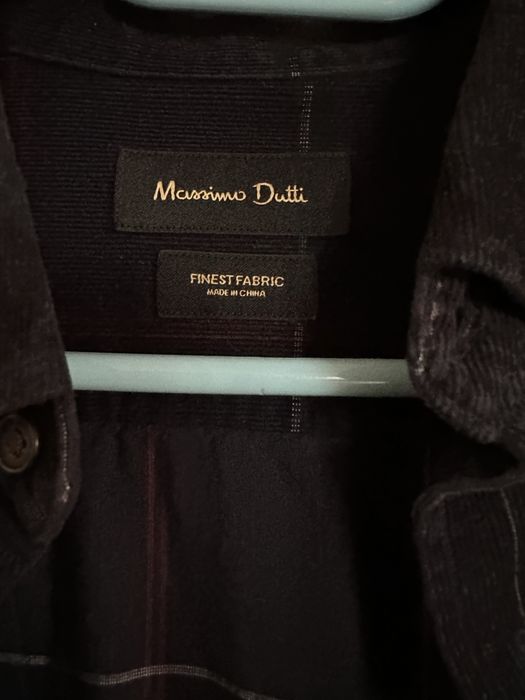 Massimo Dutti
FINEST FABRIC
MADE IN CHINA